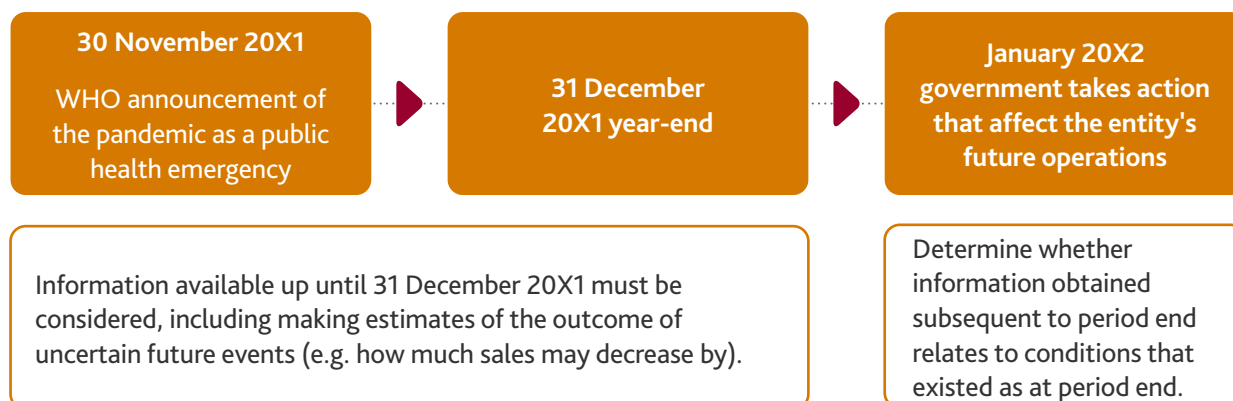 30 November 20X1
WHO announcement of
the pandemic as a public
health emergency
31 December
20X1 year-end
January 20X2
government takes action
that affect the entity's
future operations
Information available up until 31 December 20X1 must be
considered, including making estimates of the outcome of
uncertain future events (e.g. how much sales may decrease by).
Determine whether
information obtained
subsequent to period end
relates to conditions that
existed as at period end.